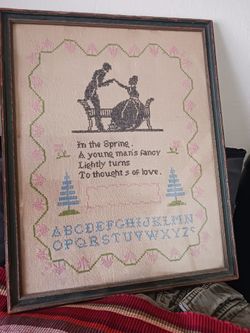 In the Spring.
A young man's fancy
Lightly turns
To thoughts of love.
ABCDEFGHIJKLMN
OPQRSTUVWXYZ